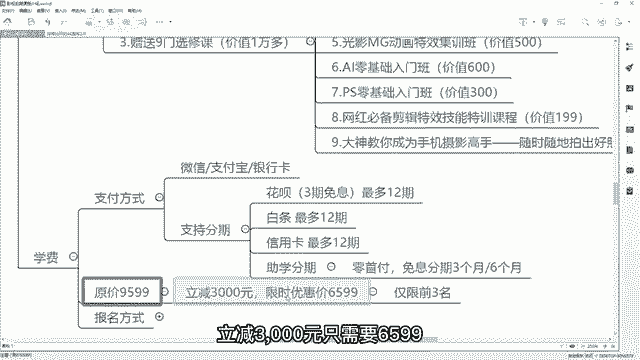 3.赠送9门选修课（价值1万多）
5.光影MG动画特效集训班（价值500）
6.AI零基础入门班（价值600）
7.PS零基础入门班（价值300）
8.网红必备剪辑特效技能特训课程（价值199）
9.大神教你成为手机摄影高手——随时随地拍出好
学费
支付方式
微信/支付宝/银行卡
支持分期
花呗（3期免息）最多12期
白条 最多12期
信用卡 最多12期
助学分期
零首付，免息分期3个月/6个月
原价9599
立减3000元，限时优惠价6599
仅限前3名
报名方式
立减3,000元只需要6599